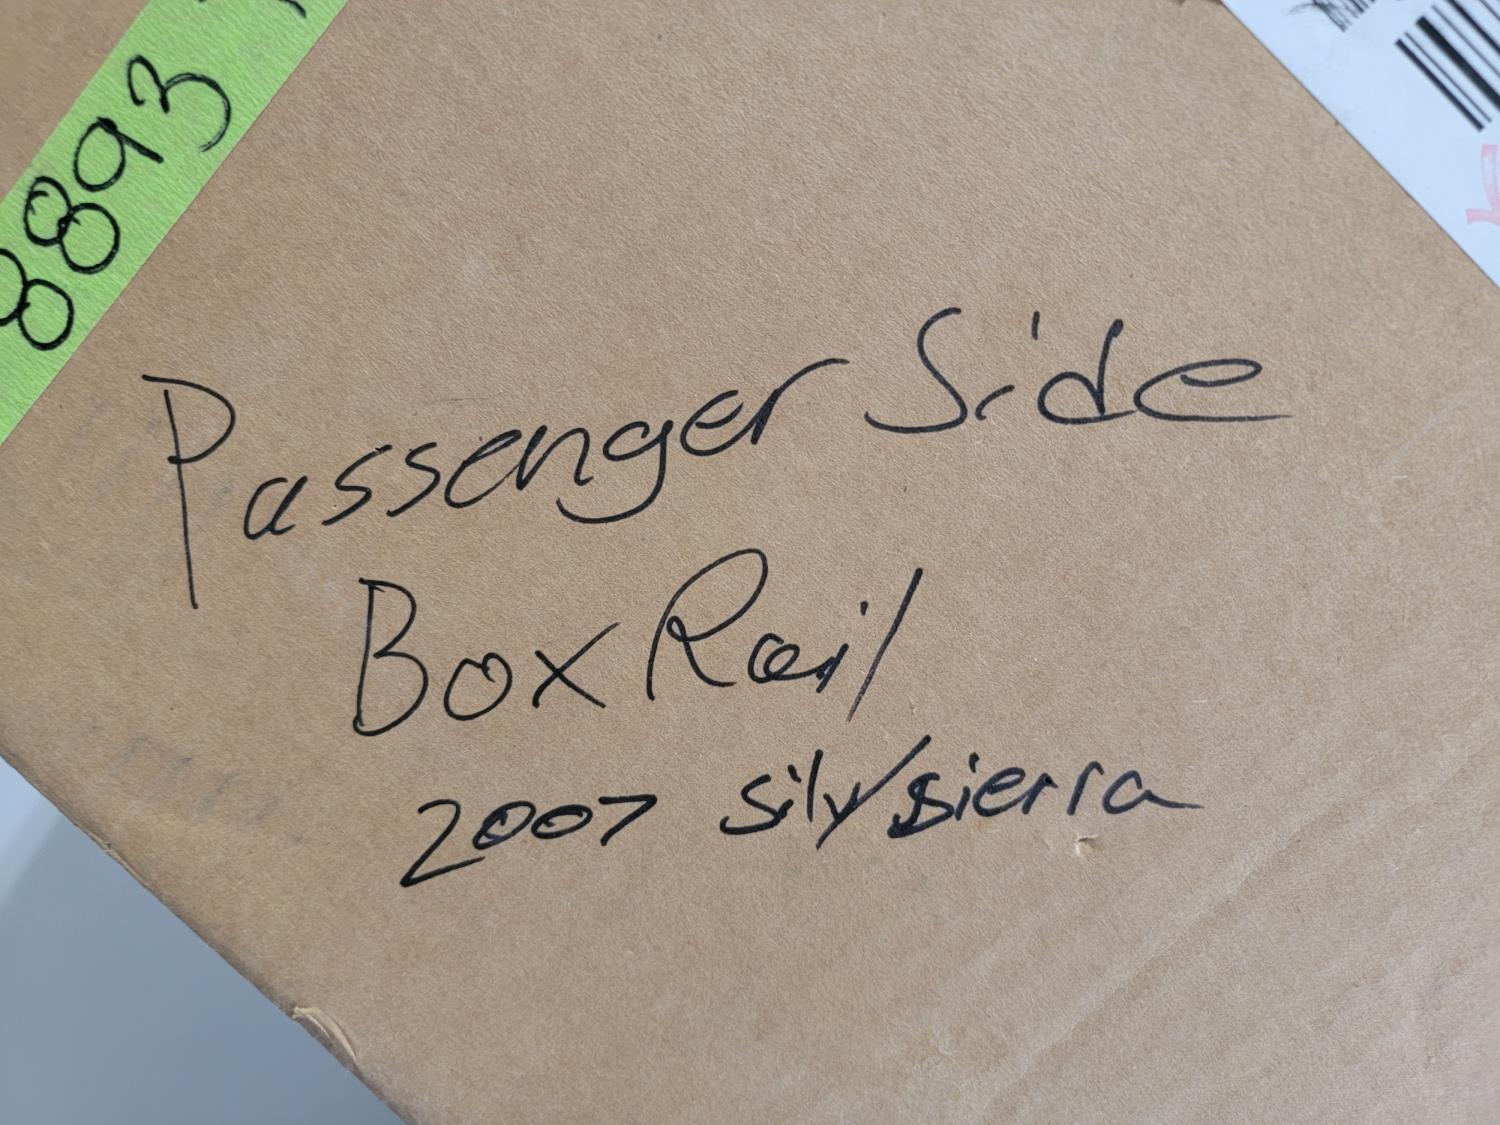 8893
Passenger Side
Box Rail
2007 silv/sierra